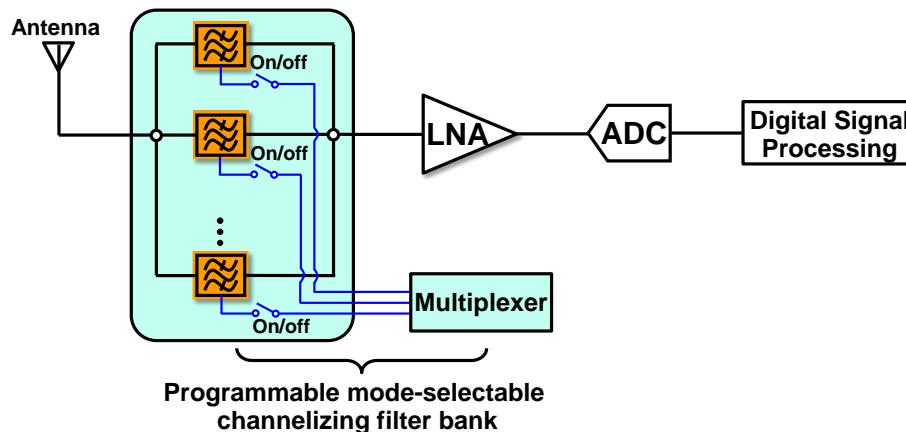 Antenna
On/off
On/off
On/off
LNA
ADC
Digital Signal
Processing
Multiplexer
Programmable mode-selectable
channelizing filter bank